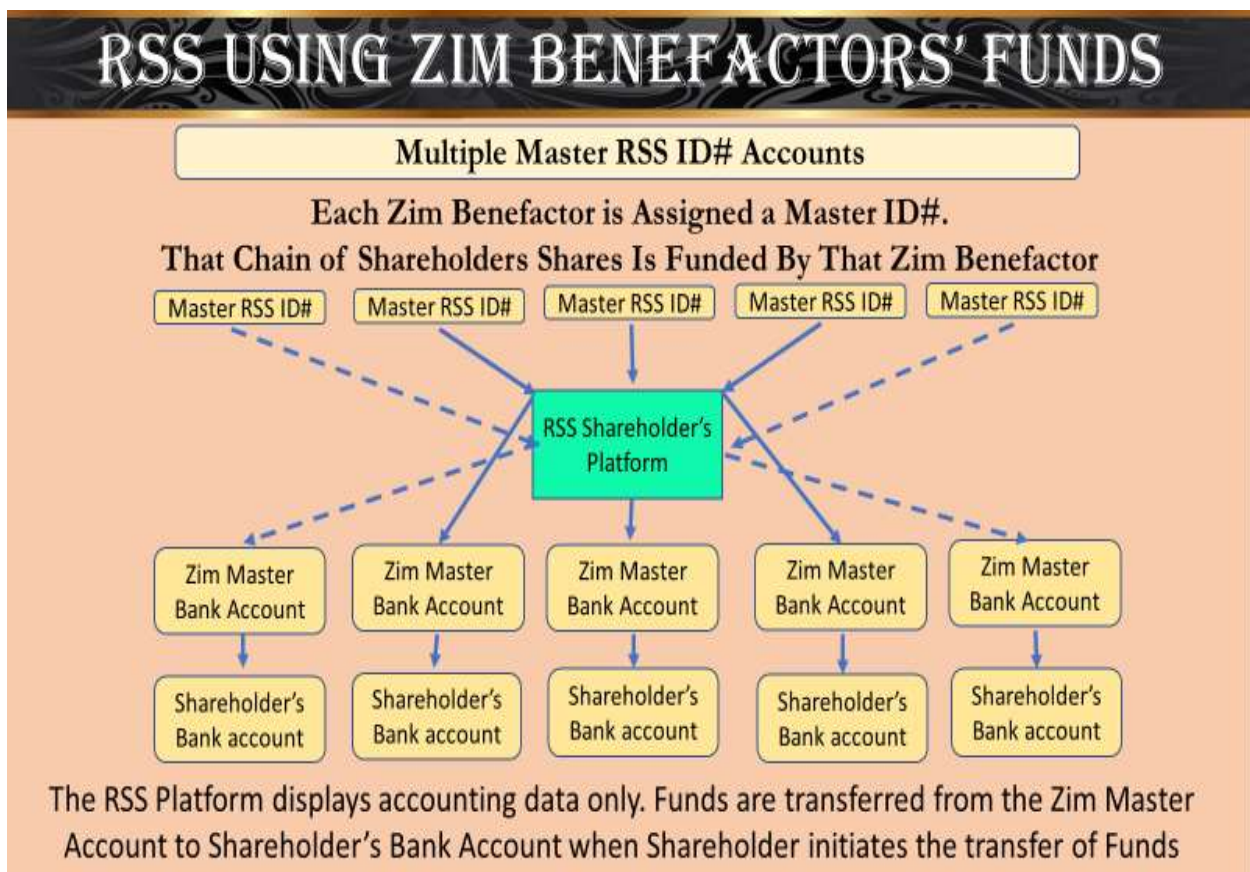 RSS USING ZIM BENEFACTORS' FUNDS
Multiple Master RSS ID# Accounts
Each Zim Benefactor is Assigned a Master ID#.
That Chain of Shareholders Shares Is Funded By That Zim Benefactor
Master RSS ID#
Master RSS ID#
Master RSS ID#
Master RSS ID#
Master RSS ID#
RSS Shareholder's
Platform
Zim Master
Bank Account
Zim Master
Bank Account
Zim Master
Bank Account
Zim Master
Bank Account
Zim Master
Bank Account
Shareholder's
Bank account
Shareholder's
Bank account
Shareholder's
Bank account
Shareholder's
Bank account
Shareholder's
Bank account
The RSS Platform displays accounting data only. Funds are transferred from the Zim Master
Account to Shareholder's Bank Account when Shareholder initiates the transfer of Funds